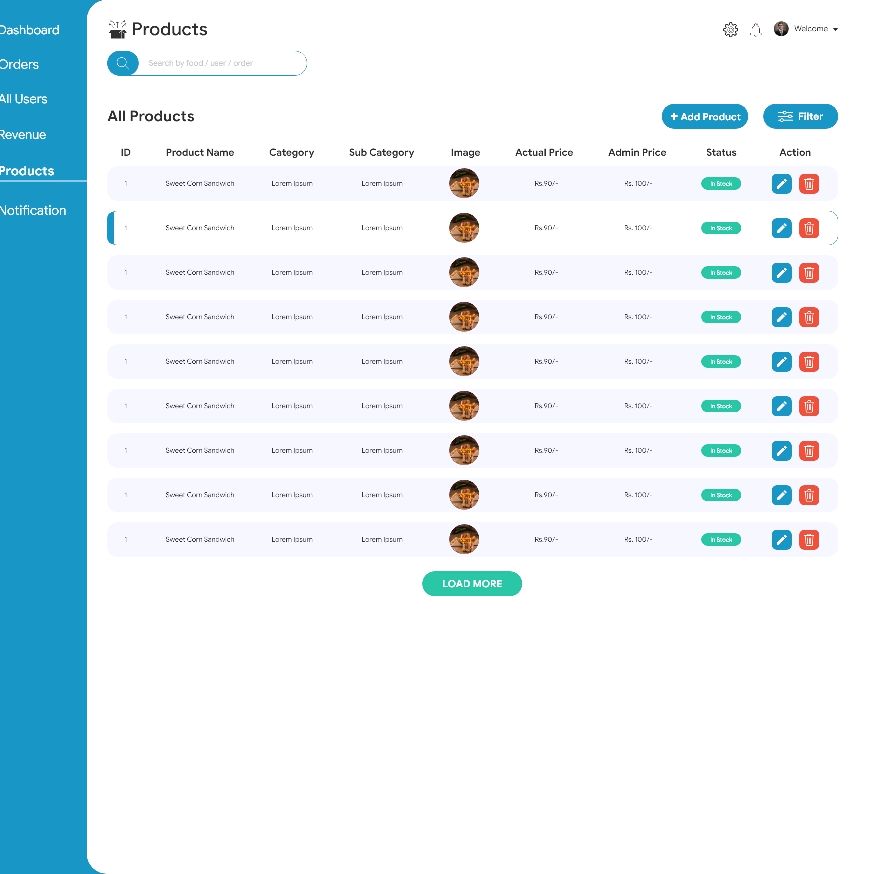 Dashboard
Orders
All Users
Revenue
Products
Notification
Products
Welcome
Search by food / user / order
All Products
+ Add Product
Filter
ID Product Name Category Sub Category Image Actual Price Admin Price Status Action
1 Sweet Corn Sandwich Lorem Ipsum Lorem Ipsum Rs.90/- Rs. 100/- In Stock
1 Sweet Corn Sandwich Lorem Ipsum Lorem Ipsum Rs.90/- Rs. 100/- In Stock
1 Sweet Corn Sandwich Lorem Ipsum Lorem Ipsum Rs.90/- Rs. 100/- In Stock
1 Sweet Corn Sandwich Lorem Ipsum Lorem Ipsum Rs.90/- Rs. 100/- In Stock
1 Sweet Corn Sandwich Lorem Ipsum Lorem Ipsum Rs.90/- Rs. 100/- In Stock
1 Sweet Corn Sandwich Lorem Ipsum Lorem Ipsum Rs.90/- Rs. 100/- In Stock
1 Sweet Corn Sandwich Lorem Ipsum Lorem Ipsum Rs.90/- Rs. 100/- In Stock
1 Sweet Corn Sandwich Lorem Ipsum Lorem Ipsum Rs.90/- Rs. 100/- In Stock
1 Sweet Corn Sandwich Lorem Ipsum Lorem Ipsum Rs.90/- Rs. 100/- In Stock
LOAD MORE